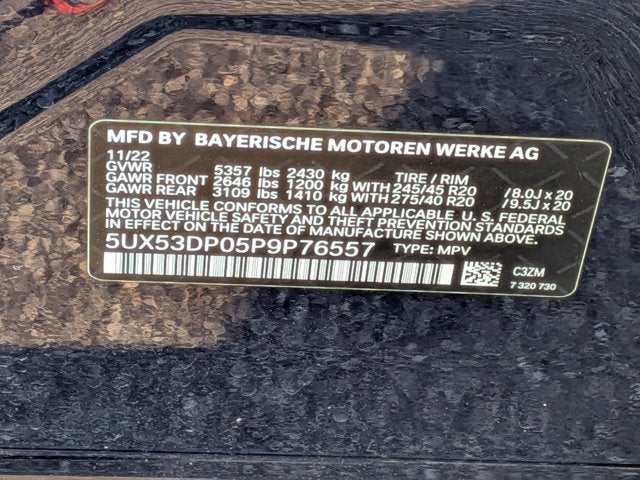 MFD BY BAYERISCHE MOTOREN WERKE AG
11/22
GVWR 5357 lbs 2430 kg TIRE / RIM
GAWR FRONT 2646 lbs 1200 kg WITH 245/45 R20 /8.0J x 20
GAWR REAR 3109 lbs 1410 kg WITH 275/40 R20 /9.5J x 20
THIS VEHICLE CONFORMS TO ALL APPLICABLE U. S. FEDERAL
MOTOR VEHICLE SAFETY AND THEFT PREVENTION STANDARDS
IN EFFECT ON THE DATE OF MANUFACTURE SHOWN ABOVE.
5UX53DP05P9P76557 TYPE: MPV
C3ZM
7 320 730